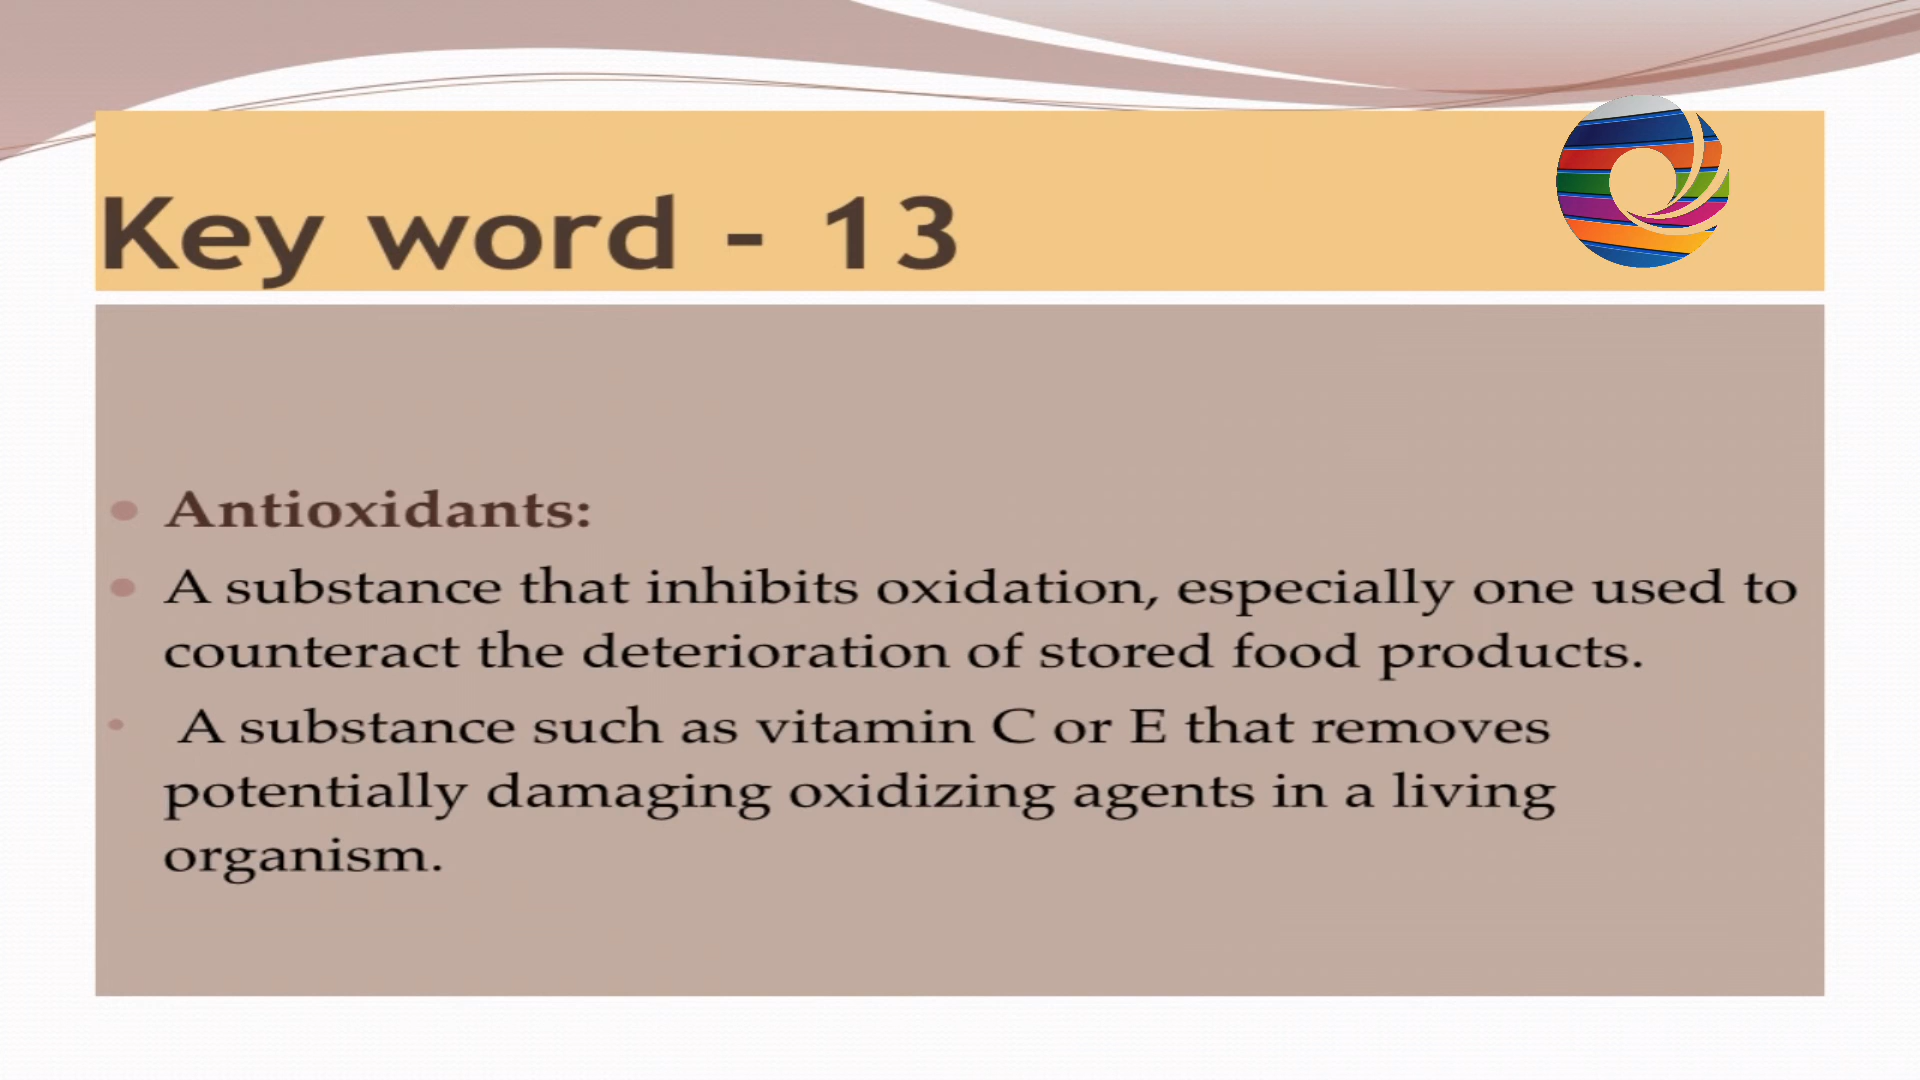 Key word - 13
Antioxidants:
A substance that inhibits oxidation, especially one used to
counteract the deterioration of stored food products.
A substance such as vitamin C or E that removes
potentially damaging oxidizing agents in a living
organism.